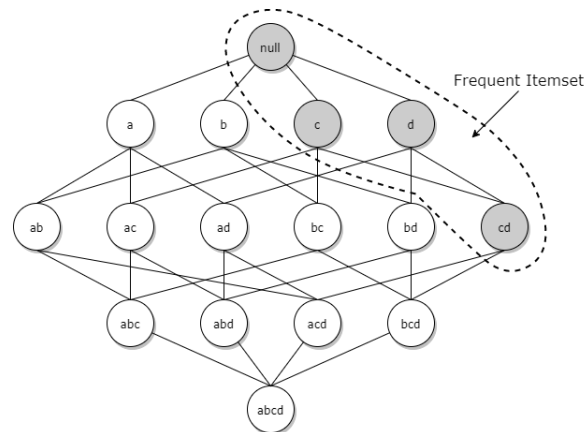 null
Frequent Itemset
a b c d
ab ac ad bc bd cd
abc abd acd bcd
abcd